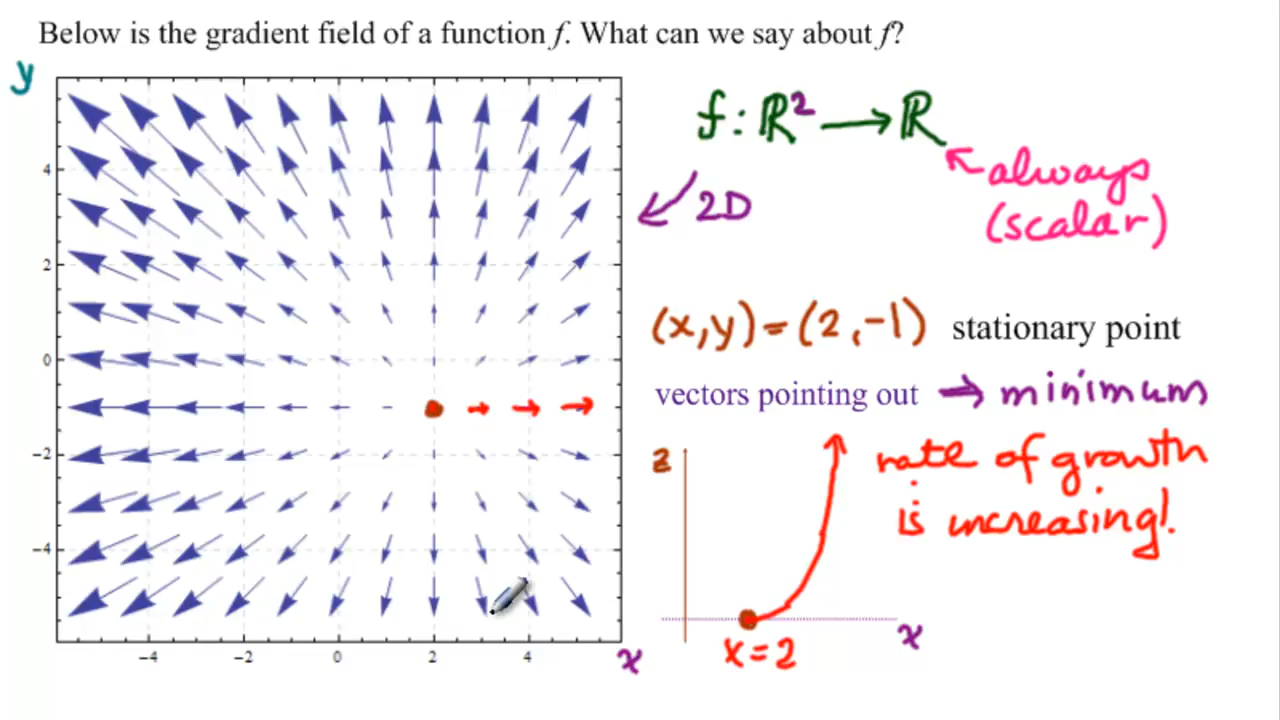 Below is the gradient field of a function f. What can we say about f?
y
f : ℝ² → ℝ
always
(scalar)
2D
4
2
0
−2
−4
−4
−2
0
2
4
x
(x,y)=(2,-1) stationary point
vectors pointing out ⇒ minimum
z
rate of growth
is increasing!
x
x=2